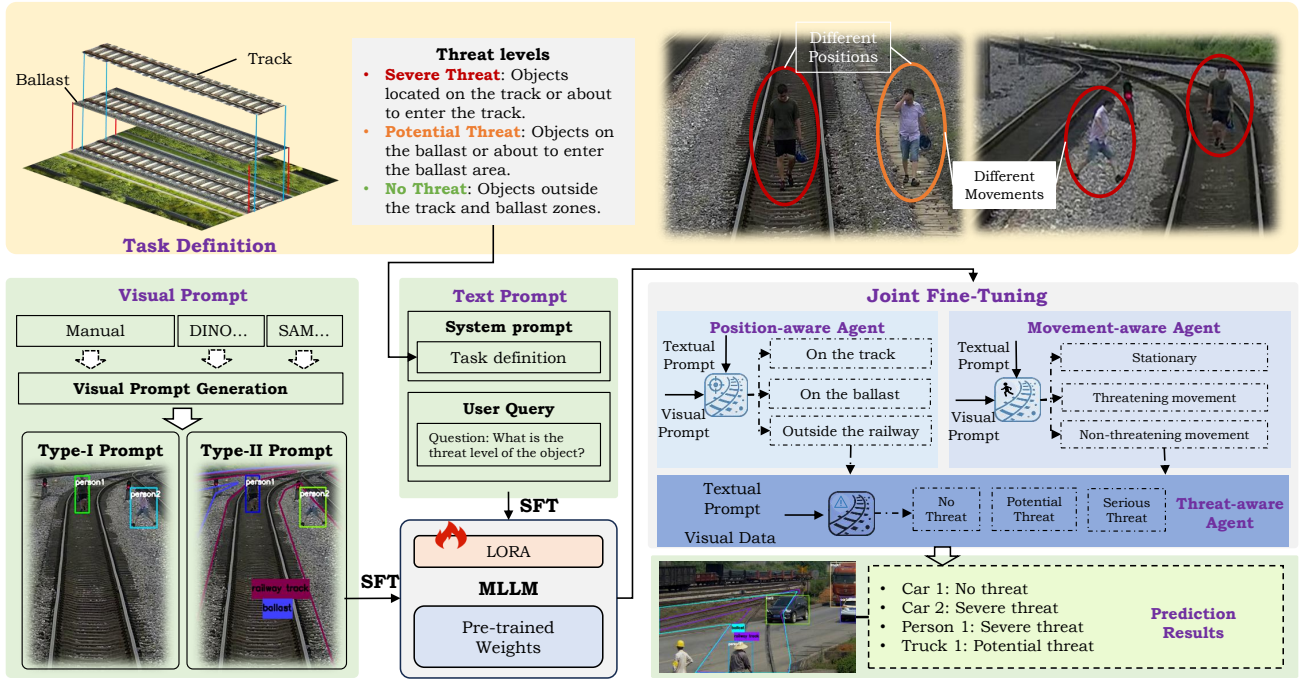 Track
Ballast
Task Definition
Threat levels
• Severe Threat: Objects
located on the track or about
to enter the track.
• Potential Threat: Objects on
the ballast or about to enter
the ballast area.
• No Threat: Objects outside
the track and ballast zones.
Different
Positions
Different
Movements
Visual Prompt
Manual
DINO...
SAM...
Visual Prompt Generation
Type-I Prompt
person1
person2
Type-II Prompt
person1
person2
railway track
ballast
SFT
Text Prompt
System prompt
Task definition
User Query
Question: What is the
threat level of the object?
SFT
LORA
MLLM
Pre-trained
Weights
Joint Fine-Tuning
Position-aware Agent
Textual
Prompt
Visual
Prompt
On the track
On the ballast
Outside the railway
Movement-aware Agent
Textual
Prompt
Visual
Prompt
Stationary
Threatening movement
Non-threatening movement
Textual
Prompt
Visual Data
No
Threat
Potential
Threat
Serious
Threat
Threat-aware
Agent
ballast
railway track
• Car 1: No threat
• Car 2: Severe threat
• Person 1: Severe threat
• Truck 1: Potential threat
Prediction
Results